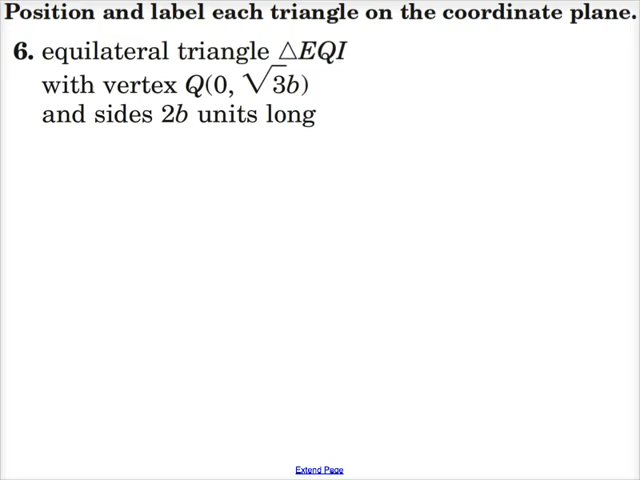 Position and label each triangle on the coordinate plane.
6. equilateral triangle △EQI
with vertex Q(0, √3b)
and sides 2b units long
Extend Page